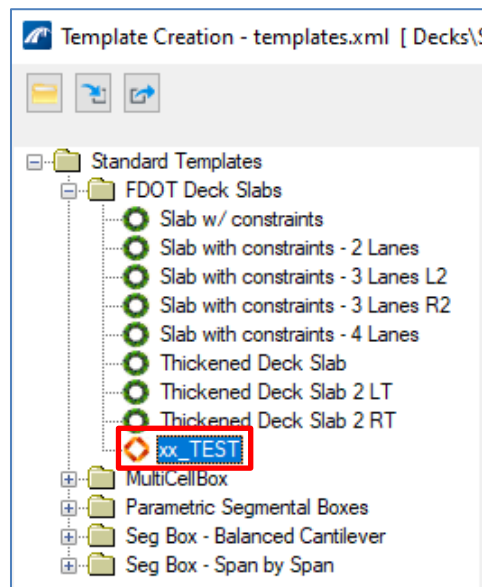 Template Creation - templates.xml [ Decks\S
Standard Templates
FDOT Deck Slabs
Slab w/ constraints
Slab with constraints - 2 Lanes
Slab with constraints - 3 Lanes L2
Slab with constraints - 3 Lanes R2
Slab with constraints - 4 Lanes
Thickened Deck Slab
Thickened Deck Slab 2 LT
Thickened Deck Slab 2 RT
xx_TEST
MultiCellBox
Parametric Segmental Boxes
Seg Box - Balanced Cantilever
Seg Box - Span by Span